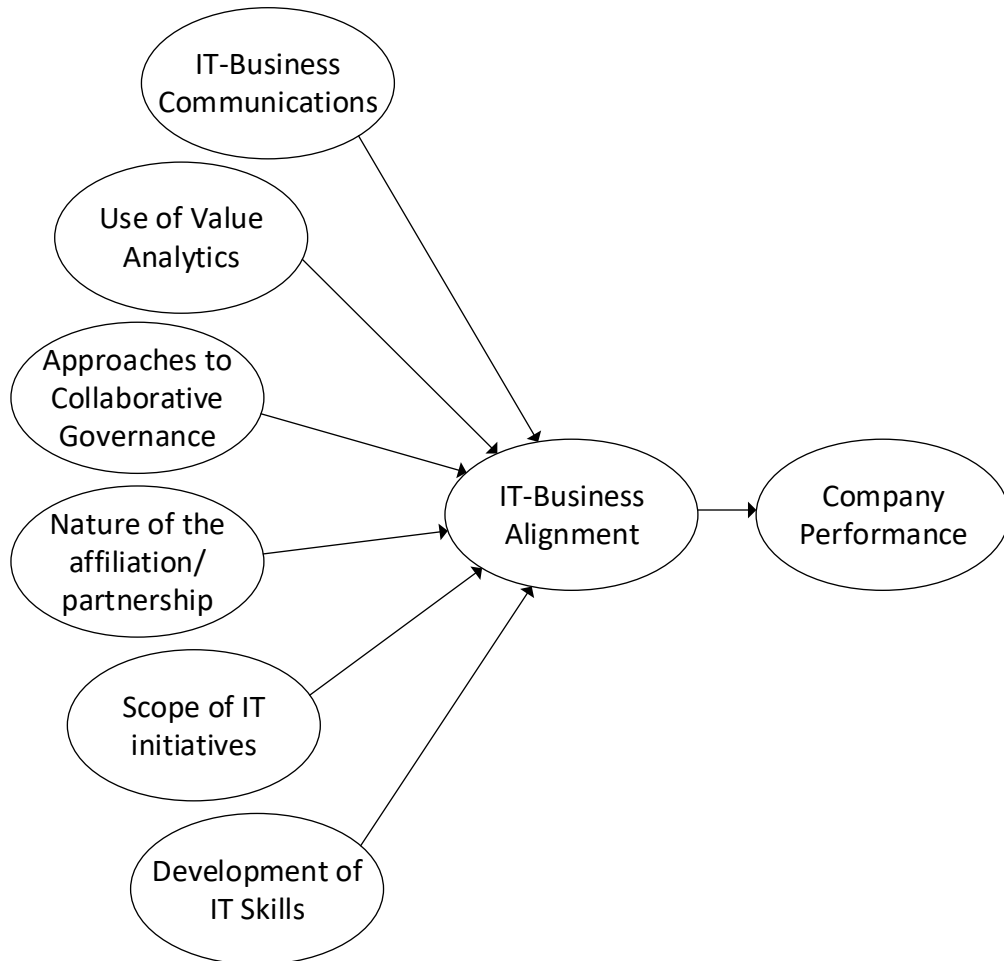 IT-Business
Communications
Use of Value
Analytics
Approaches to
Collaborative
Governance
Nature of the
affiliation/
partnership
Scope of IT
initiatives
Development of
IT Skills
IT-Business
Alignment
Company
Performance